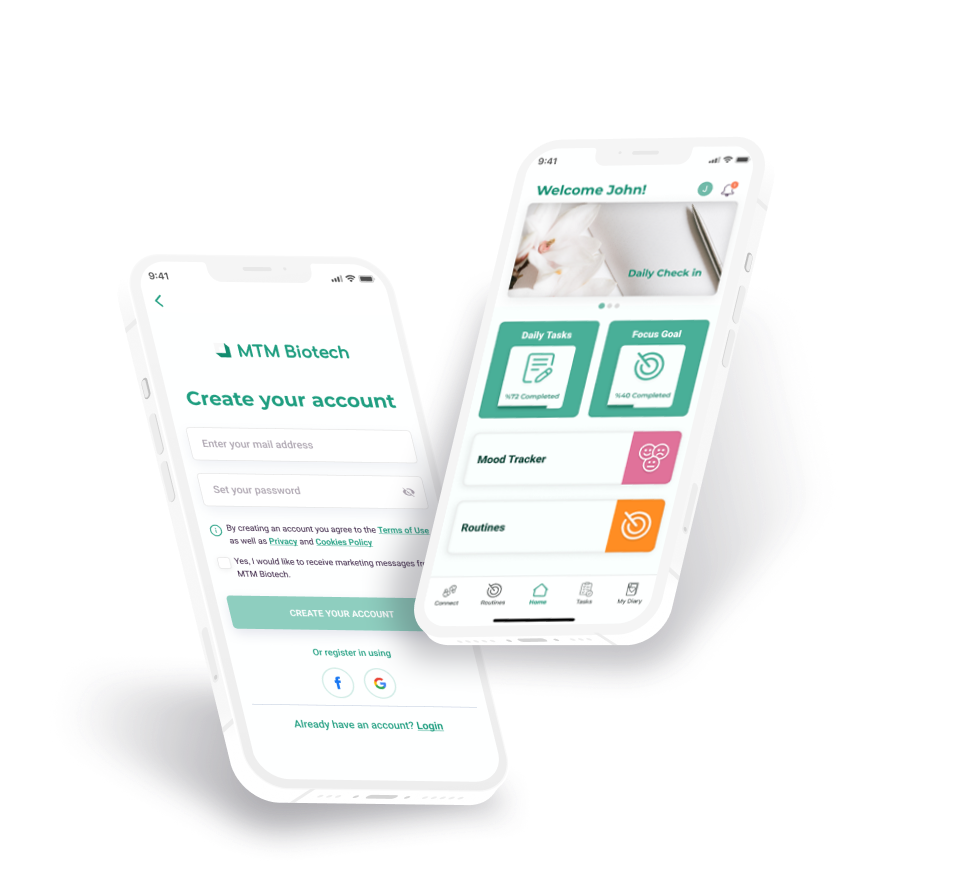 9:41
MTM Biotech
Create your account
Enter your mail address
Set your password
By creating an account you agree to the Terms of Use
as well as Privacy and Cookies Policy
Yes, I would like to receive marketing messages
MTM Biotech.
CREATE YOUR ACCOUNT
Or register in using
Already have an account? Login
9:41
Welcome John!
J
Daily Check in
Daily Tasks
Focus Goal
%72 Completed
%40 Completed
Mood Tracker
Routines
Connect
Routines
Home
Tasks
My Diary